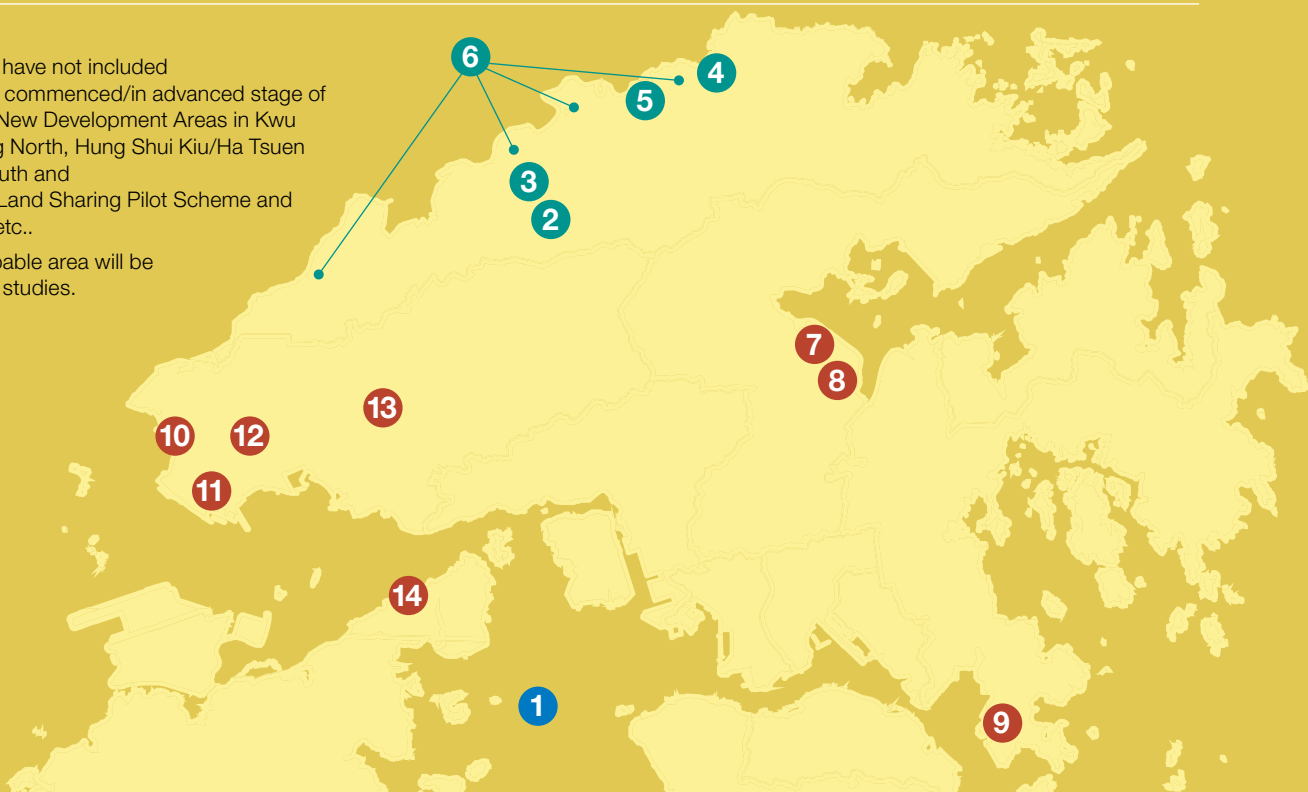 have not included
commenced/in advanced stage of
New Development Areas in Kwu
g North, Hung Shui Kiu/Ha Tsuen
uth and
Land Sharing Pilot Scheme and
etc..
pable area will be
studies.
6
4
5
3
2
7
8
13
10
12
11
14
1
9